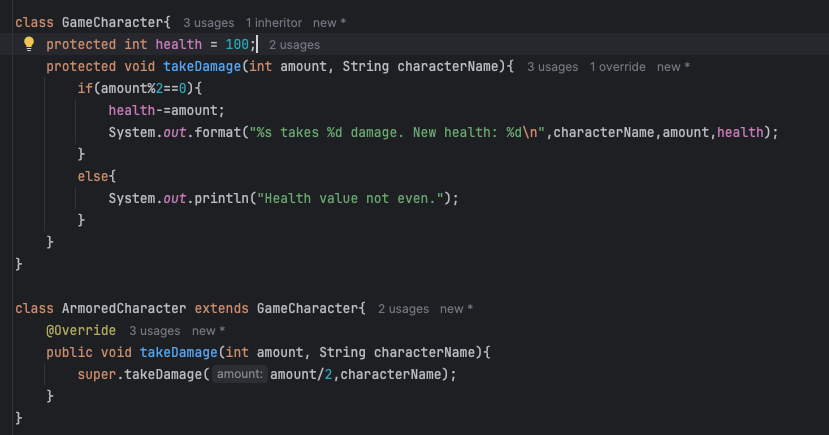 class GameCharacter{ 3 usages 1 inheritor new *
protected int health = 100; 2 usages
protected void takeDamage(int amount, String characterName){ 3 usages 1 override new *
if(amount%2==0){
health-=amount;
System.out.format("%s takes %d damage. New health: %d\n",characterName,amount,health);
}
else{
System.out.println("Health value not even.");
}
}
}
class ArmoredCharacter extends GameCharacter{ 2 usages new *
@Override 3 usages new *
public void takeDamage(int amount, String characterName){
super.takeDamage( amount: amount/2,characterName);
}
}